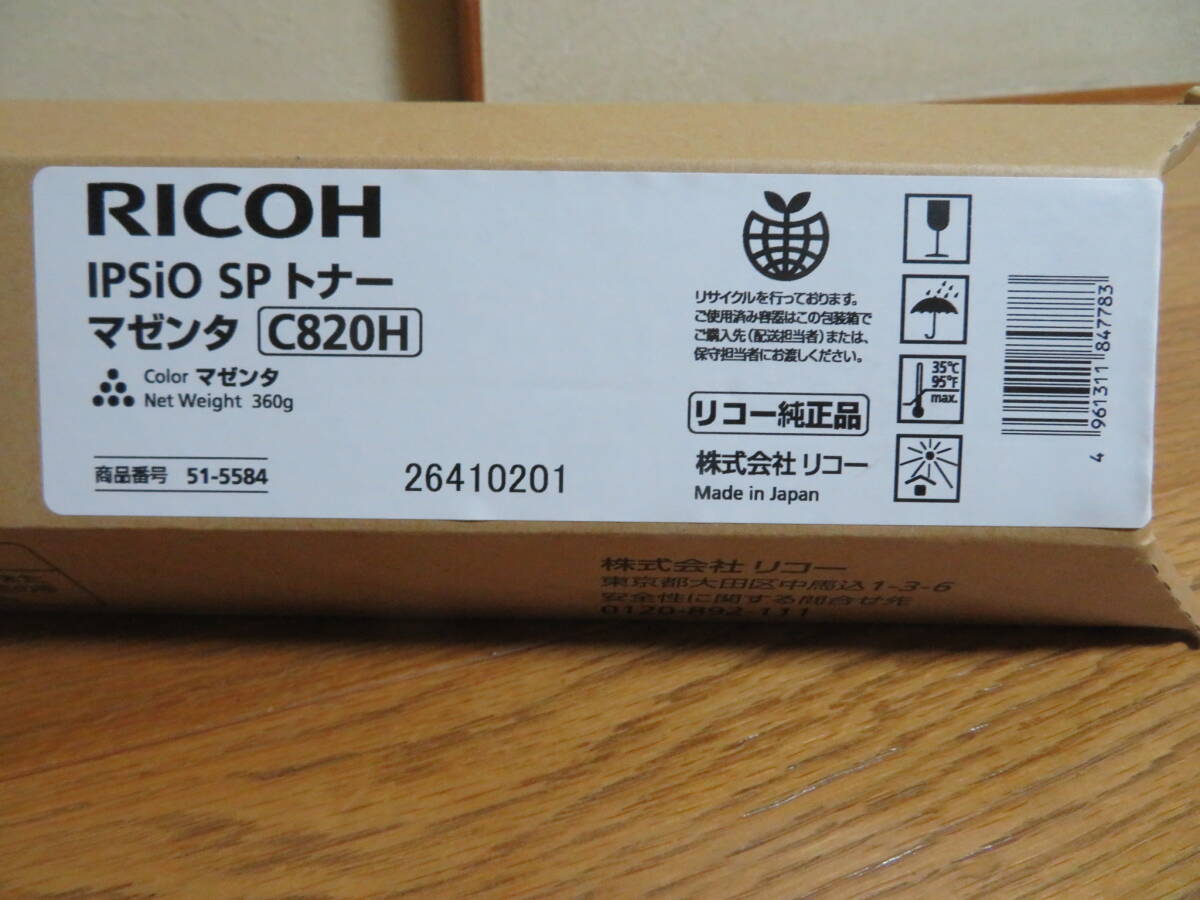 RICOH
IPSiO SP トナー
マゼンタ C820H
Color マゼンタ
Net Weight 360g
商品番号 51-5584
26410201
リサイクルを行っております。
ご使用済み容器はこの包装箱で
ご購入先(配送担当者)または、
保守担当者にお渡しください。
リコー純正品
株式会社 リコー
Made in Japan
35℃
95°F
max.
4 961311 847783
株式会社 リコー
東京都大田区中馬込1-3-6
安全性に関する問合せ先
0120-892-111